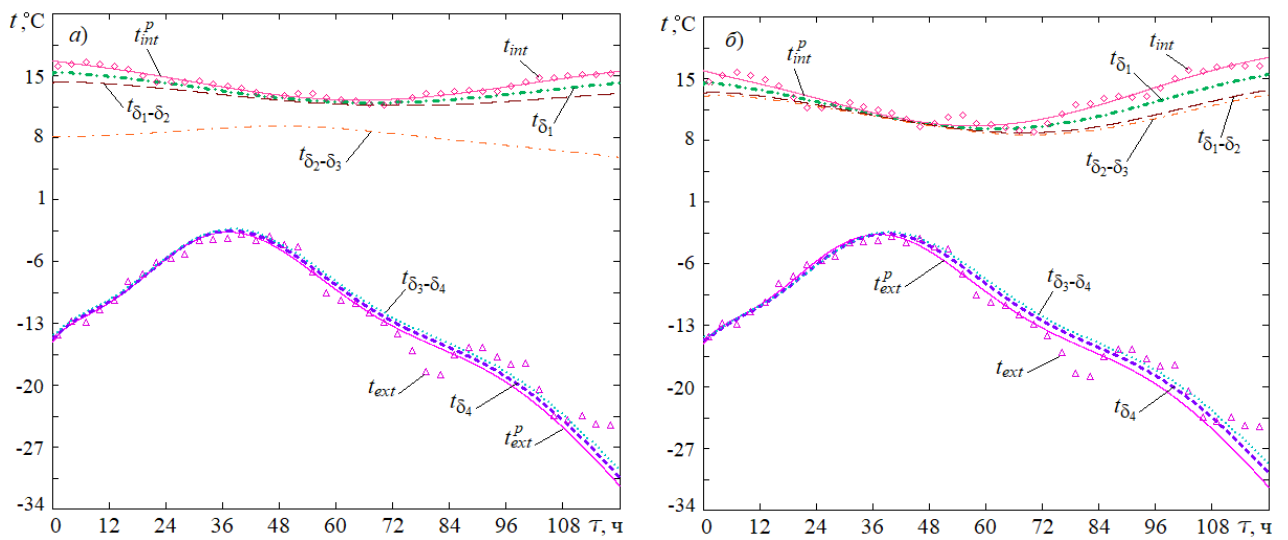 t,°C
а)
t^p_int
t_int
15
t_δ1-δ2
t_δ1
8
t_δ2-δ3
1
-6
t_δ3-δ4
-13
t_ext
t_δ4
-20
t^p_ext
-27
-34
0 12 24 36 48 60 72 84 96 108 τ, ч
t,°C
б)
t^p_int
t_int
t_δ1
15
8
t_δ2-δ3
t_δ1-δ2
1
-6
t^p_ext
t_δ3-δ4
-13
t_ext
t_δ4
-20
-27
-34
0 12 24 36 48 60 72 84 96 108 τ, ч